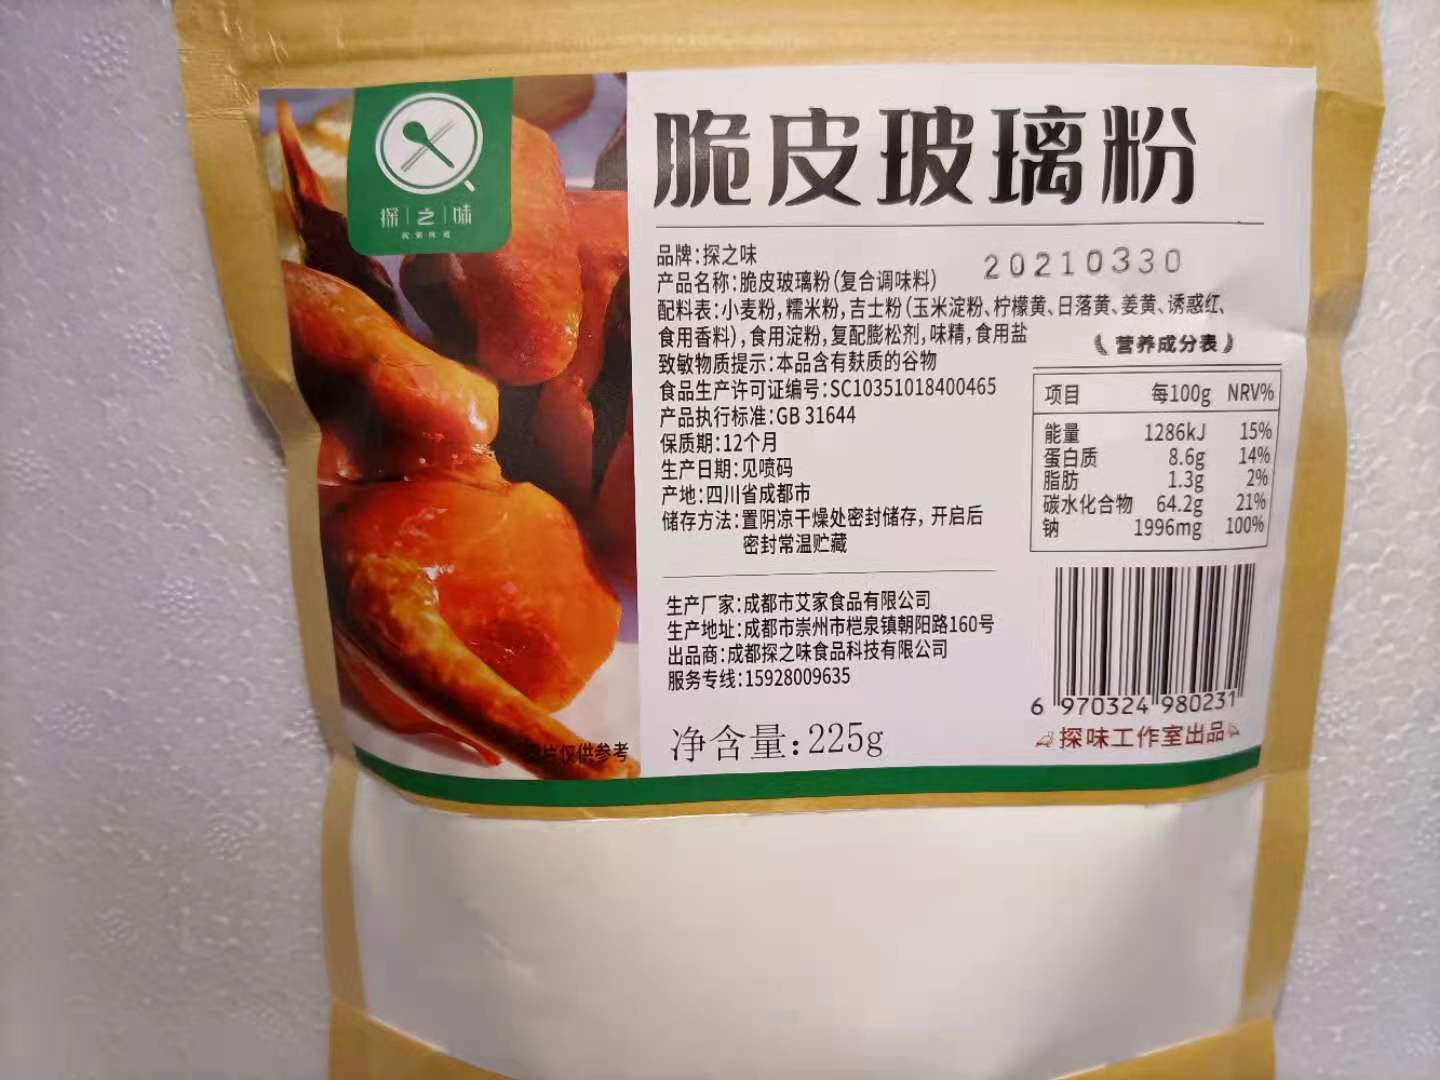 探之味
脆皮玻璃粉
品牌:探之味
20210330
产品名称:脆皮玻璃粉(复合调味料)
配料表:小麦粉,糯米粉,吉士粉(玉米淀粉、柠檬黄、日落黄、姜黄、诱惑红、
食用香料),食用淀粉,复配膨松剂,味精,食用盐
致敏物质提示:本品含有麸质的谷物
食品生产许可证编号:SC10351018400465
产品执行标准:GB 31644
保质期:12个月
生产日期:见喷码
产地:四川省成都市
储存方法:置阴凉干燥处密封储存,开启后
密封常温贮藏
营养成分表
项目 每100g NRV%
能量 1286kJ 15%
蛋白质 8.6g 14%
脂肪 1.3g 2%
碳水化合物 64.2g 21%
钠 1996mg 100%
生产厂家:成都市艾家食品有限公司
生产地址:成都市崇州市桤泉镇朝阳路160号
出品商:成都探之味食品科技有限公司
服务专线:15928009635
6 970324 980231
探味工作室出品
净含量:225g
图片仅供参考